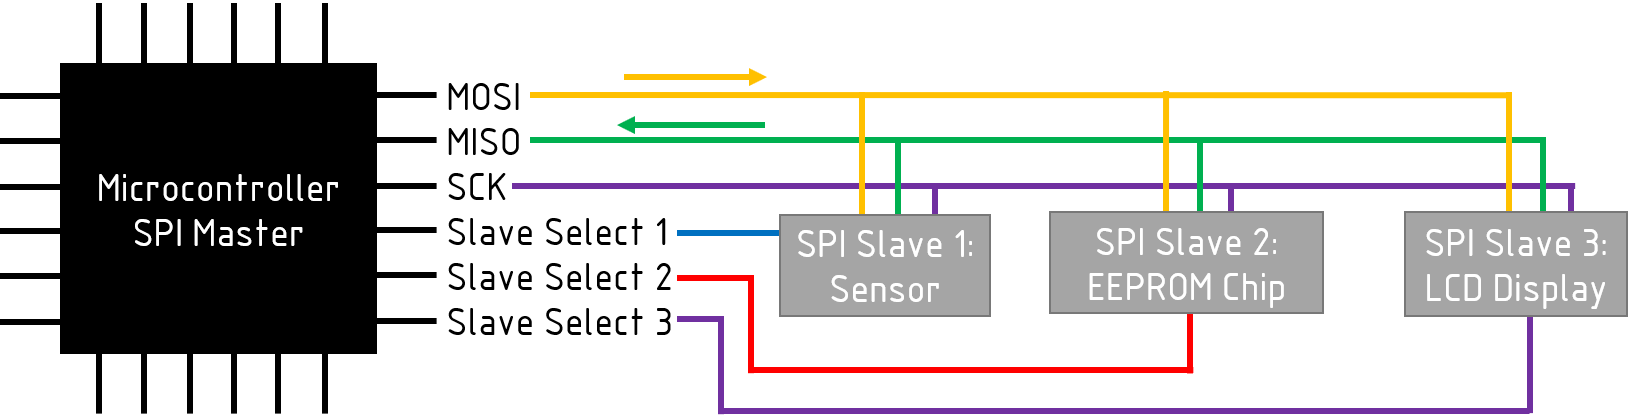 Microcontroller
SPI Master
MOSI
MISO
SCK
Slave Select 1
Slave Select 2
Slave Select 3
SPI Slave 1:
Sensor
SPI Slave 2:
EEPROM Chip
SPI Slave 3:
LCD Display